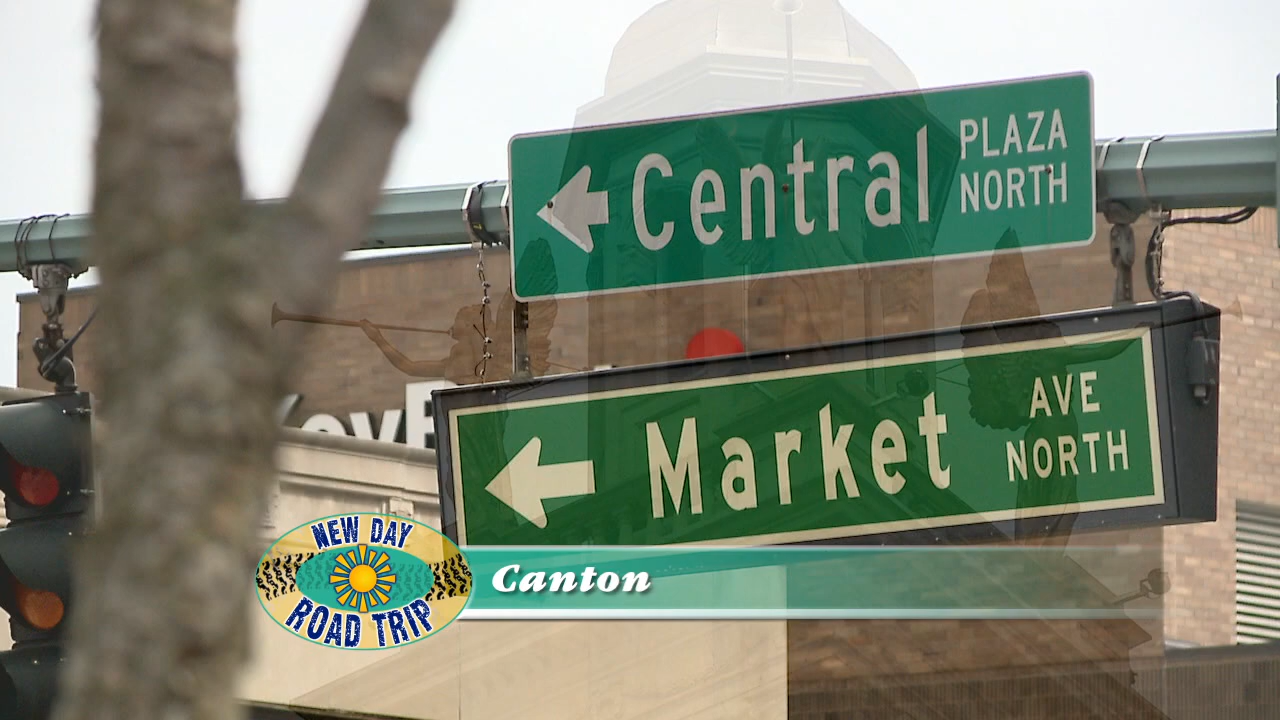 Central
PLAZA
NORTH
Market
AVE
NORTH
NEW DAY
ROAD TRIP
Canton